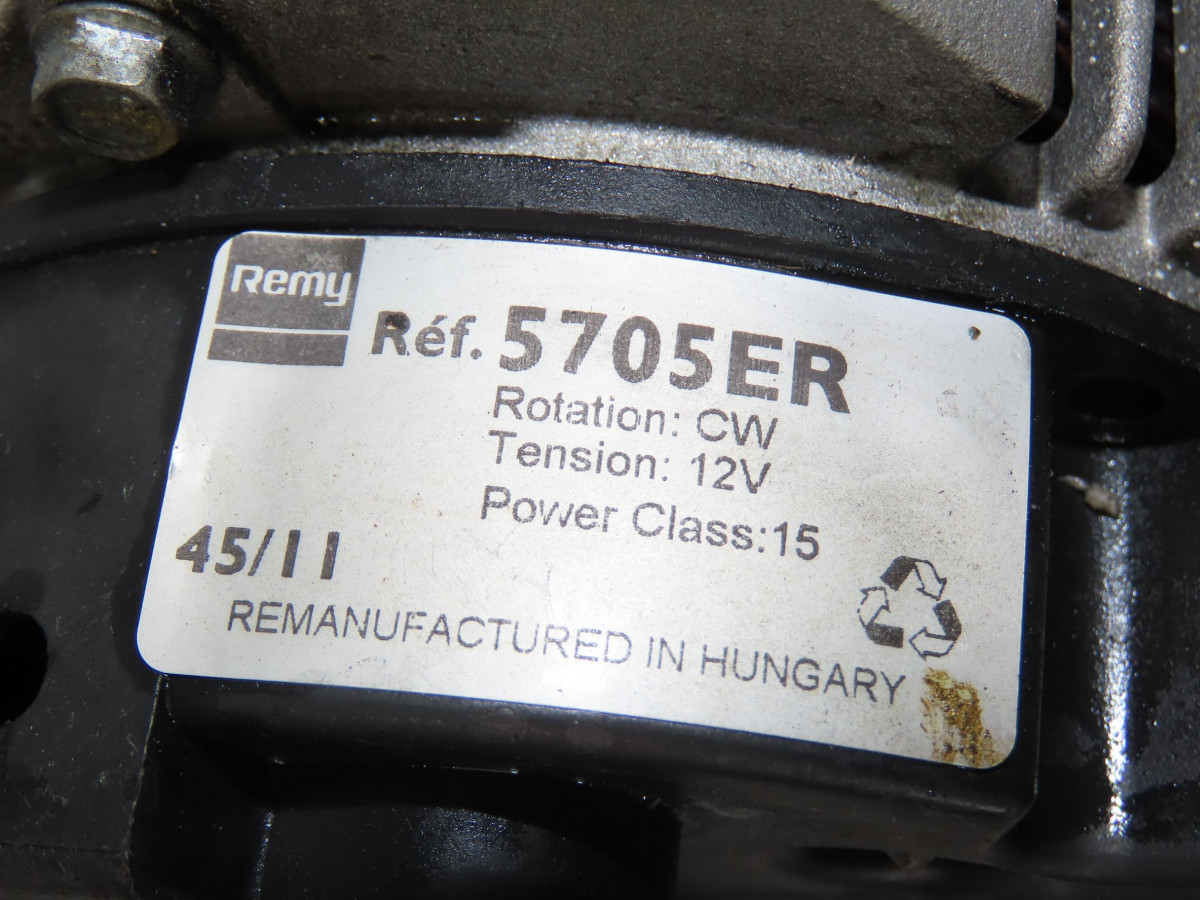 Remy
Réf. 5705ER
Rotation: CW
Tension: 12V
Power Class:15
45/11
REMANUFACTURED IN HUNGARY